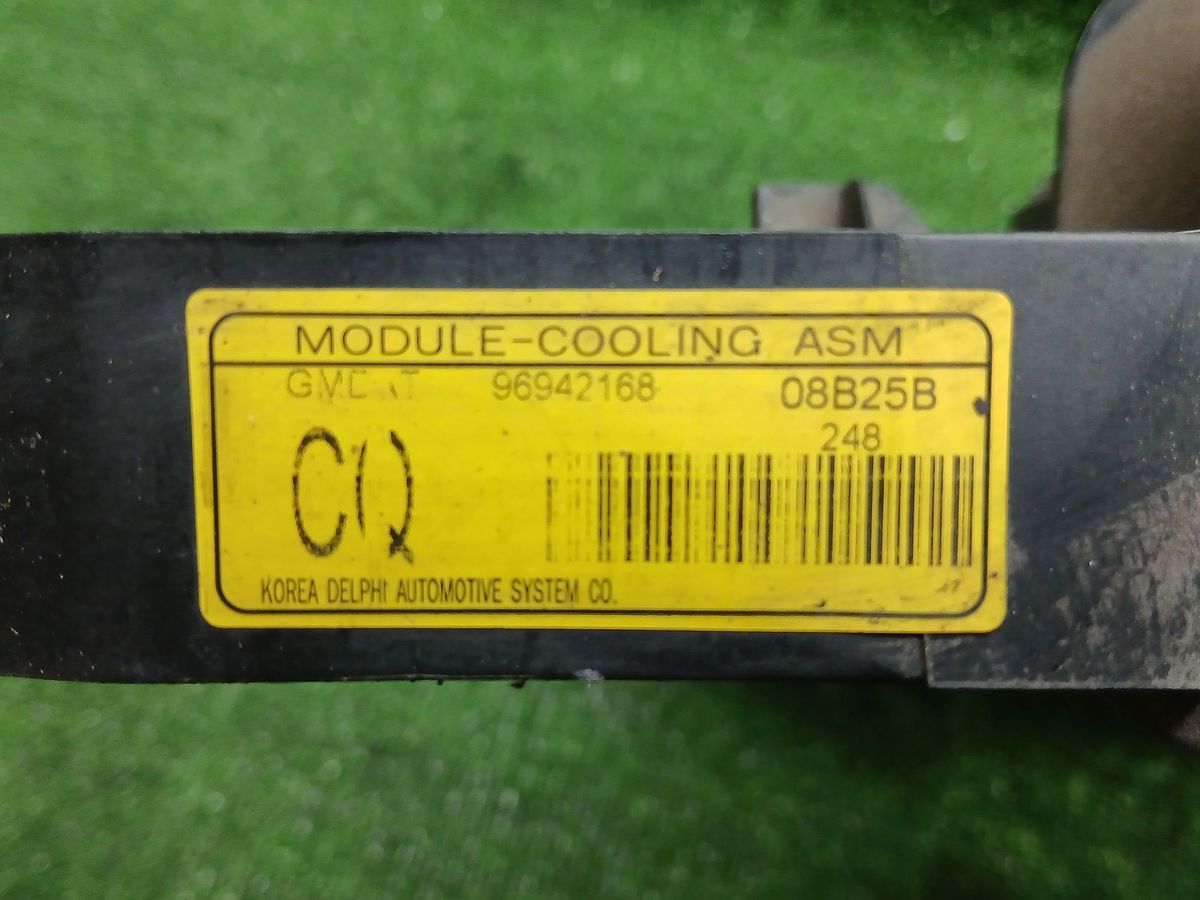 MODULE-COOLING ASM
96942168 08B25B
248
KOREA DELPHI AUTOMOTIVE SYSTEM CO.